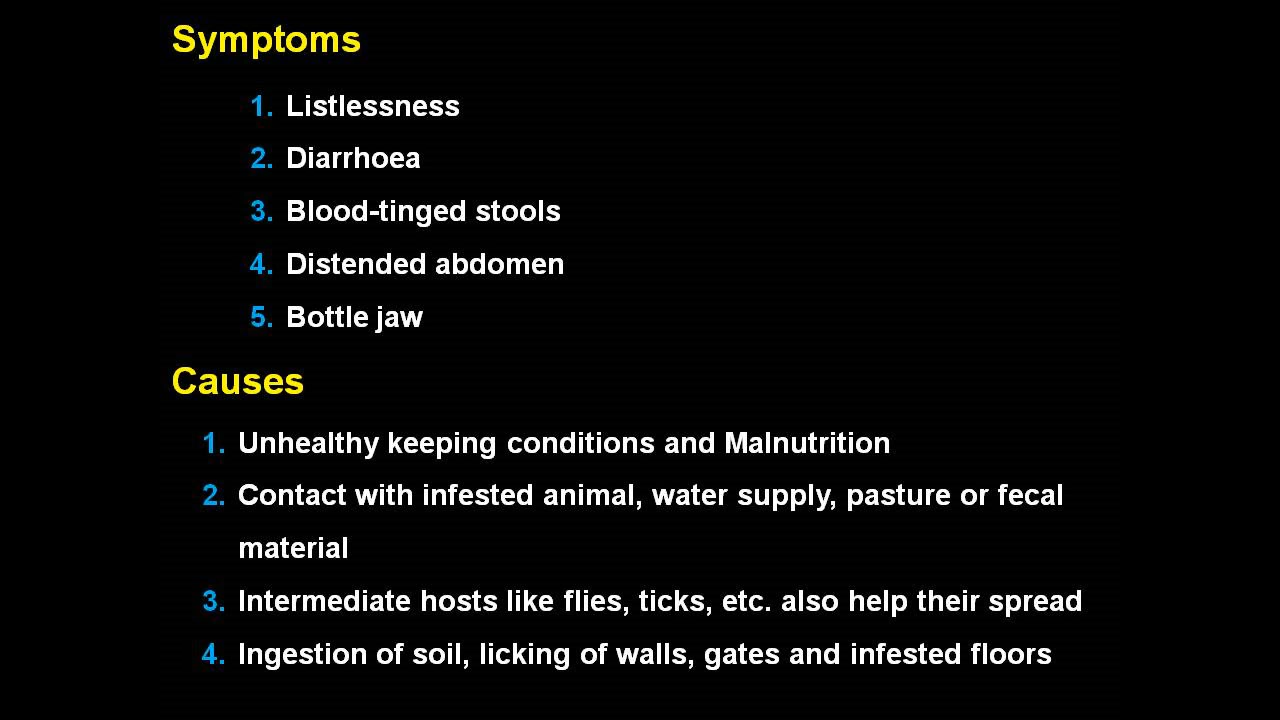 Symptoms
1. Listlessness
2. Diarrhoea
3. Blood-tinged stools
4. Distended abdomen
5. Bottle jaw
Causes
1. Unhealthy keeping conditions and Malnutrition
2. Contact with infested animal, water supply, pasture or fecal
material
3. Intermediate hosts like flies, ticks, etc. also help their spread
4. Ingestion of soil, licking of walls, gates and infested floors